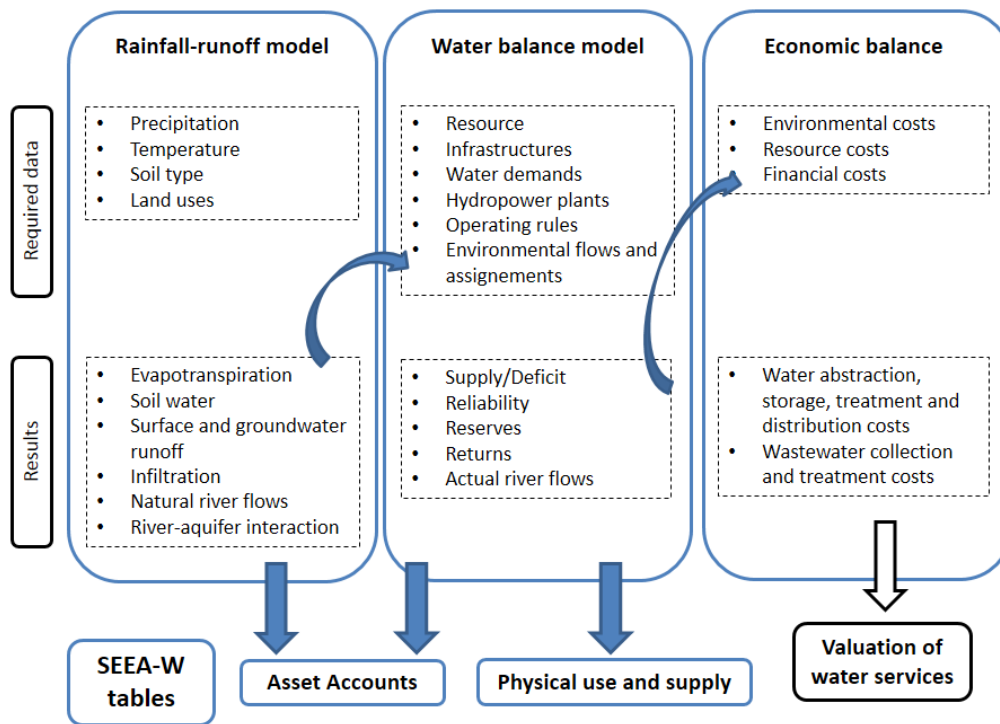 Rainfall-runoff model
Water balance model
Economic balance
Required data
• Precipitation
• Temperature
• Soil type
• Land uses
• Resource
• Infrastructures
• Water demands
• Hydropower plants
• Operating rules
• Environmental flows and
assignements
• Environmental costs
• Resource costs
• Financial costs
Results
• Evapotranspiration
• Soil water
• Surface and groundwater
runoff
• Infiltration
• Natural river flows
• River-aquifer interaction
• Supply/Deficit
• Reliability
• Reserves
• Returns
• Actual river flows
• Water abstraction,
storage, treatment and
distribution costs
• Wastewater collection
and treatment costs
SEEA-W
tables
Asset Accounts
Physical use and supply
Valuation of
water services